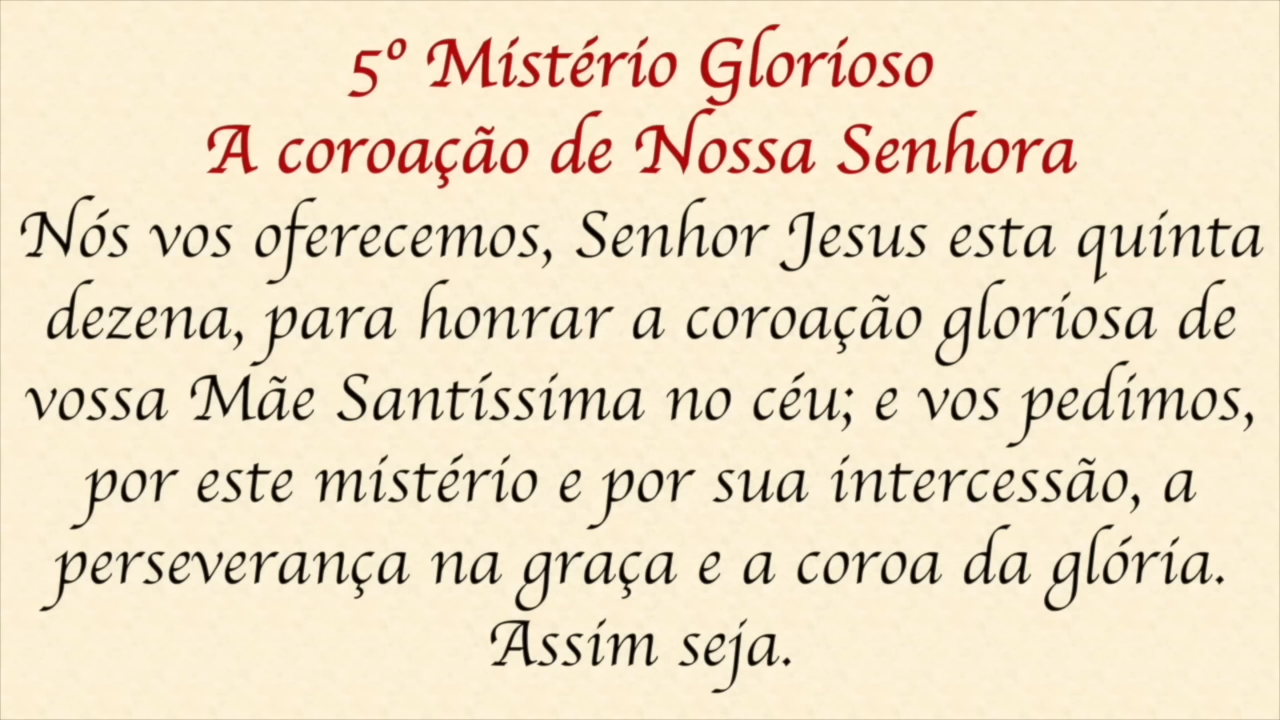 5º Mistério Glorioso
A coroação de Nossa Senhora
Nós vos oferecemos, Senhor Jesus esta quinta
dezena, para honrar a coroação gloriosa de
vossa Mãe Santíssima no céu; e vos pedimos,
por este mistério e por sua intercessão, a
perseverança na graça e a coroa da glória.
Assim seja.